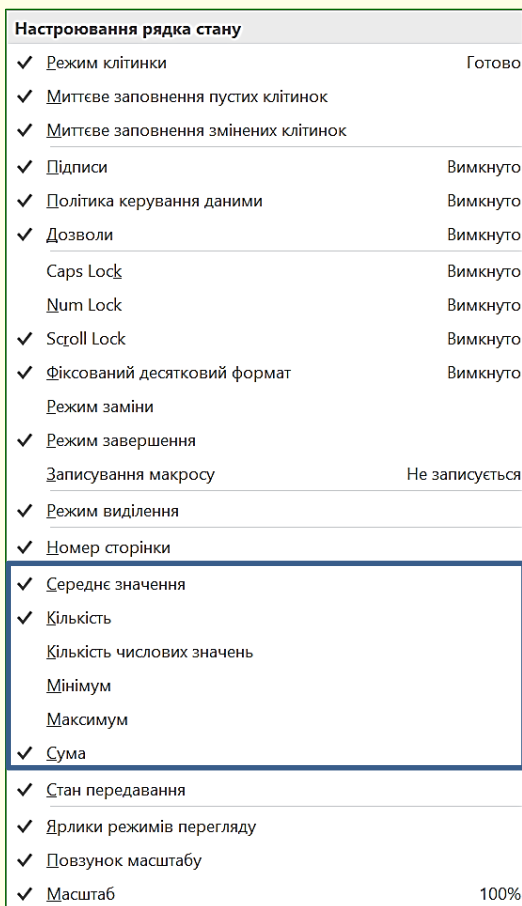 Настроювання рядка стану
Режим клітинки Готово
Миттєве заповнення пустих клітинок
Миттєве заповнення змінених клітинок
Підписи Вимкнуто
Політика керування даними Вимкнуто
Дозволи Вимкнуто
Caps Lock Вимкнуто
Num Lock Вимкнуто
Scroll Lock Вимкнуто
Фіксований десятковий формат Вимкнуто
Режим заміни
Режим завершення
Записування макросу Не записується
Режим виділення
Номер сторінки
Середнє значення
Кількість
Кількість числових значень
Мінімум
Максимум
Сума
Стан передавання
Ярлики режимів перегляду
Повзунок масштабу
Масштаб 100%